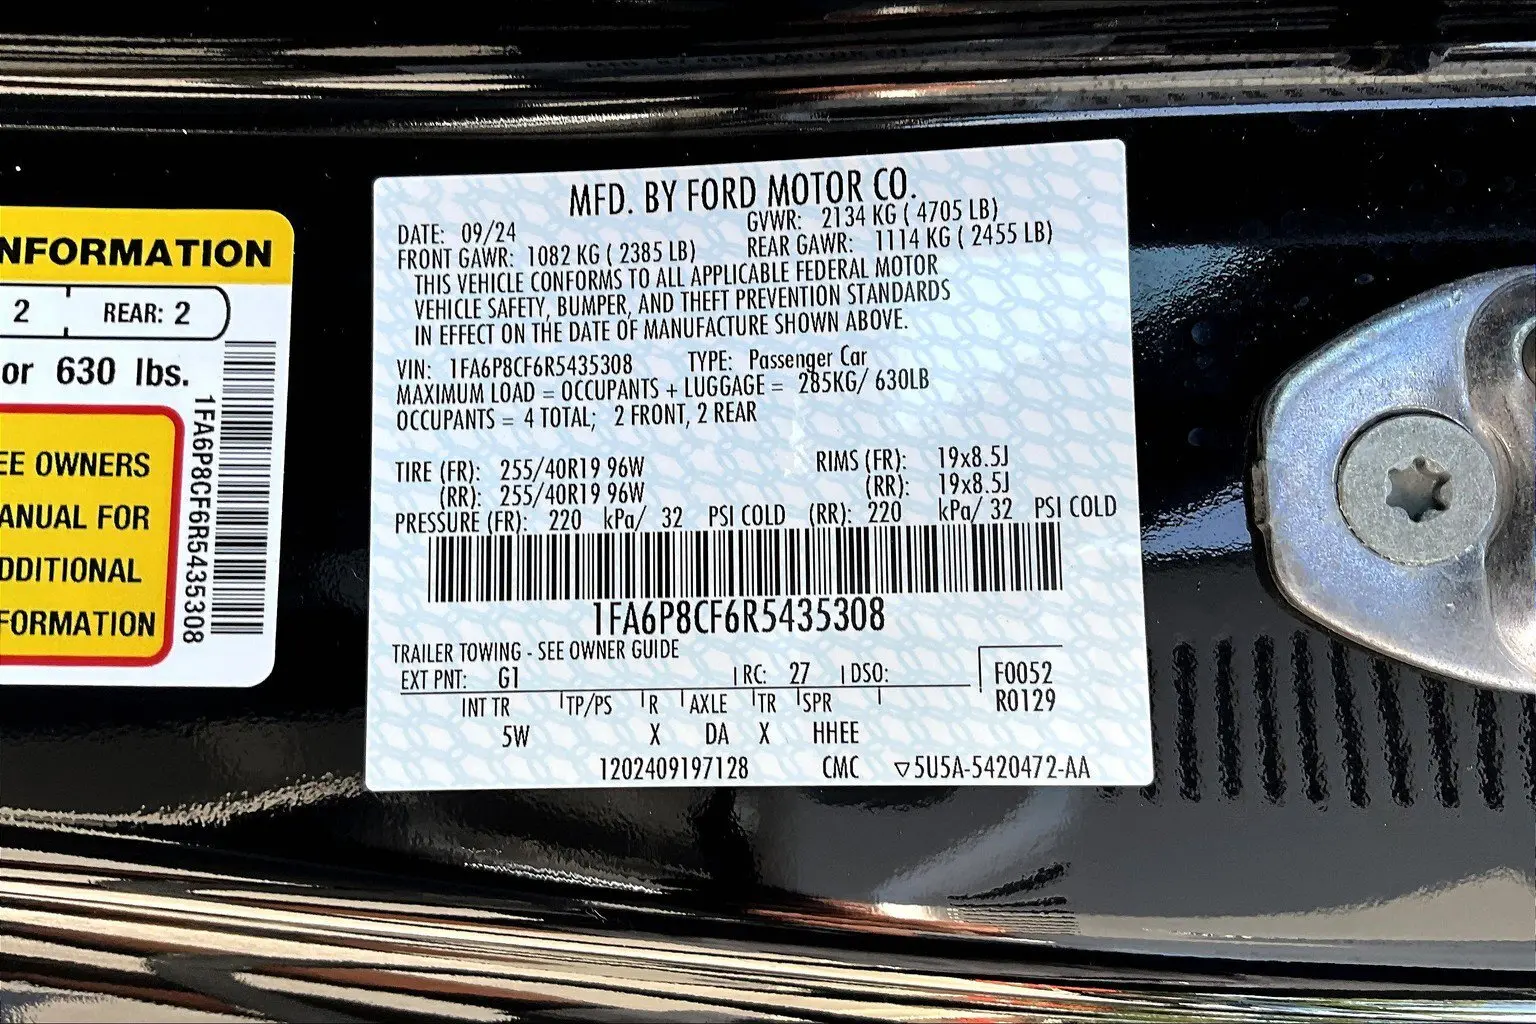 NFORMATION
2 REAR: 2
or 630 lbs.
EE OWNERS
ANUAL FOR
DDITIONAL
FORMATION
1FA6P8CF6R5435308
MFD. BY FORD MOTOR CO.
DATE: 09/24 GVWR: 2134 KG ( 4705 LB)
FRONT GAWR: 1082 KG ( 2385 LB) REAR GAWR: 1114 KG ( 2455 LB)
THIS VEHICLE CONFORMS TO ALL APPLICABLE FEDERAL MOTOR
VEHICLE SAFETY, BUMPER, AND THEFT PREVENTION STANDARDS
IN EFFECT ON THE DATE OF MANUFACTURE SHOWN ABOVE.
VIN: 1FA6P8CF6R5435308 TYPE: Passenger Car
MAXIMUM LOAD = OCCUPANTS + LUGGAGE = 285KG/ 630LB
OCCUPANTS = 4 TOTAL; 2 FRONT, 2 REAR
TIRE (FR): 255/40R19 96W RIMS (FR): 19x8.5J
(RR): 255/40R19 96W (RR): 19x8.5J
PRESSURE (FR): 220 kPa/ 32 PSI COLD (RR): 220 kPa/ 32 PSI COLD
1FA6P8CF6R5435308
TRAILER TOWING - SEE OWNER GUIDE
EXT PNT: G1 RC: 27 DSO: F0052
INT TR TP/PS R AXLE TR SPR R0129
5W X DA X HHEE
1202409197128 CMC ▽5U5A-5420472-AA